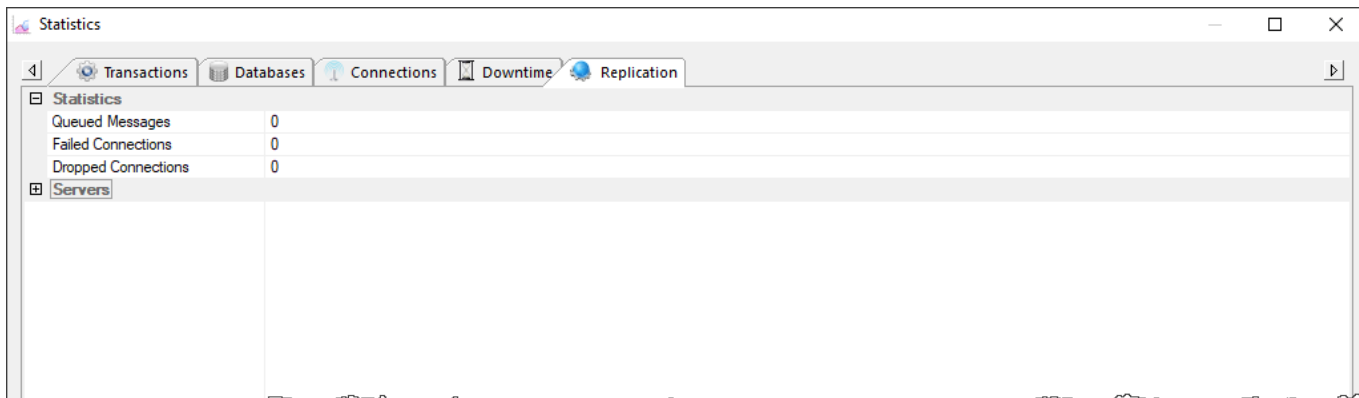 Statistics
Transactions Databases Connections Downtime Replication
Statistics
Queued Messages 0
Failed Connections 0
Dropped Connections 0
Servers